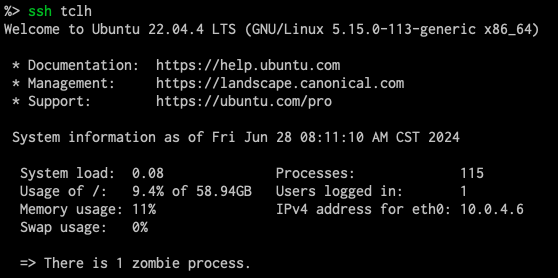 %> ssh tclh
Welcome to Ubuntu 22.04.4 LTS (GNU/Linux 5.15.0-113-generic x86_64)
* Documentation: https://help.ubuntu.com
* Management: https://landscape.canonical.com
* Support: https://ubuntu.com/pro
System information as of Fri Jun 28 08:11:10 AM CST 2024
System load: 0.08 Processes: 115
Usage of /: 9.4% of 58.94GB Users logged in: 1
Memory usage: 11% IPv4 address for eth0: 10.0.4.6
Swap usage: 0%
=> There is 1 zombie process.